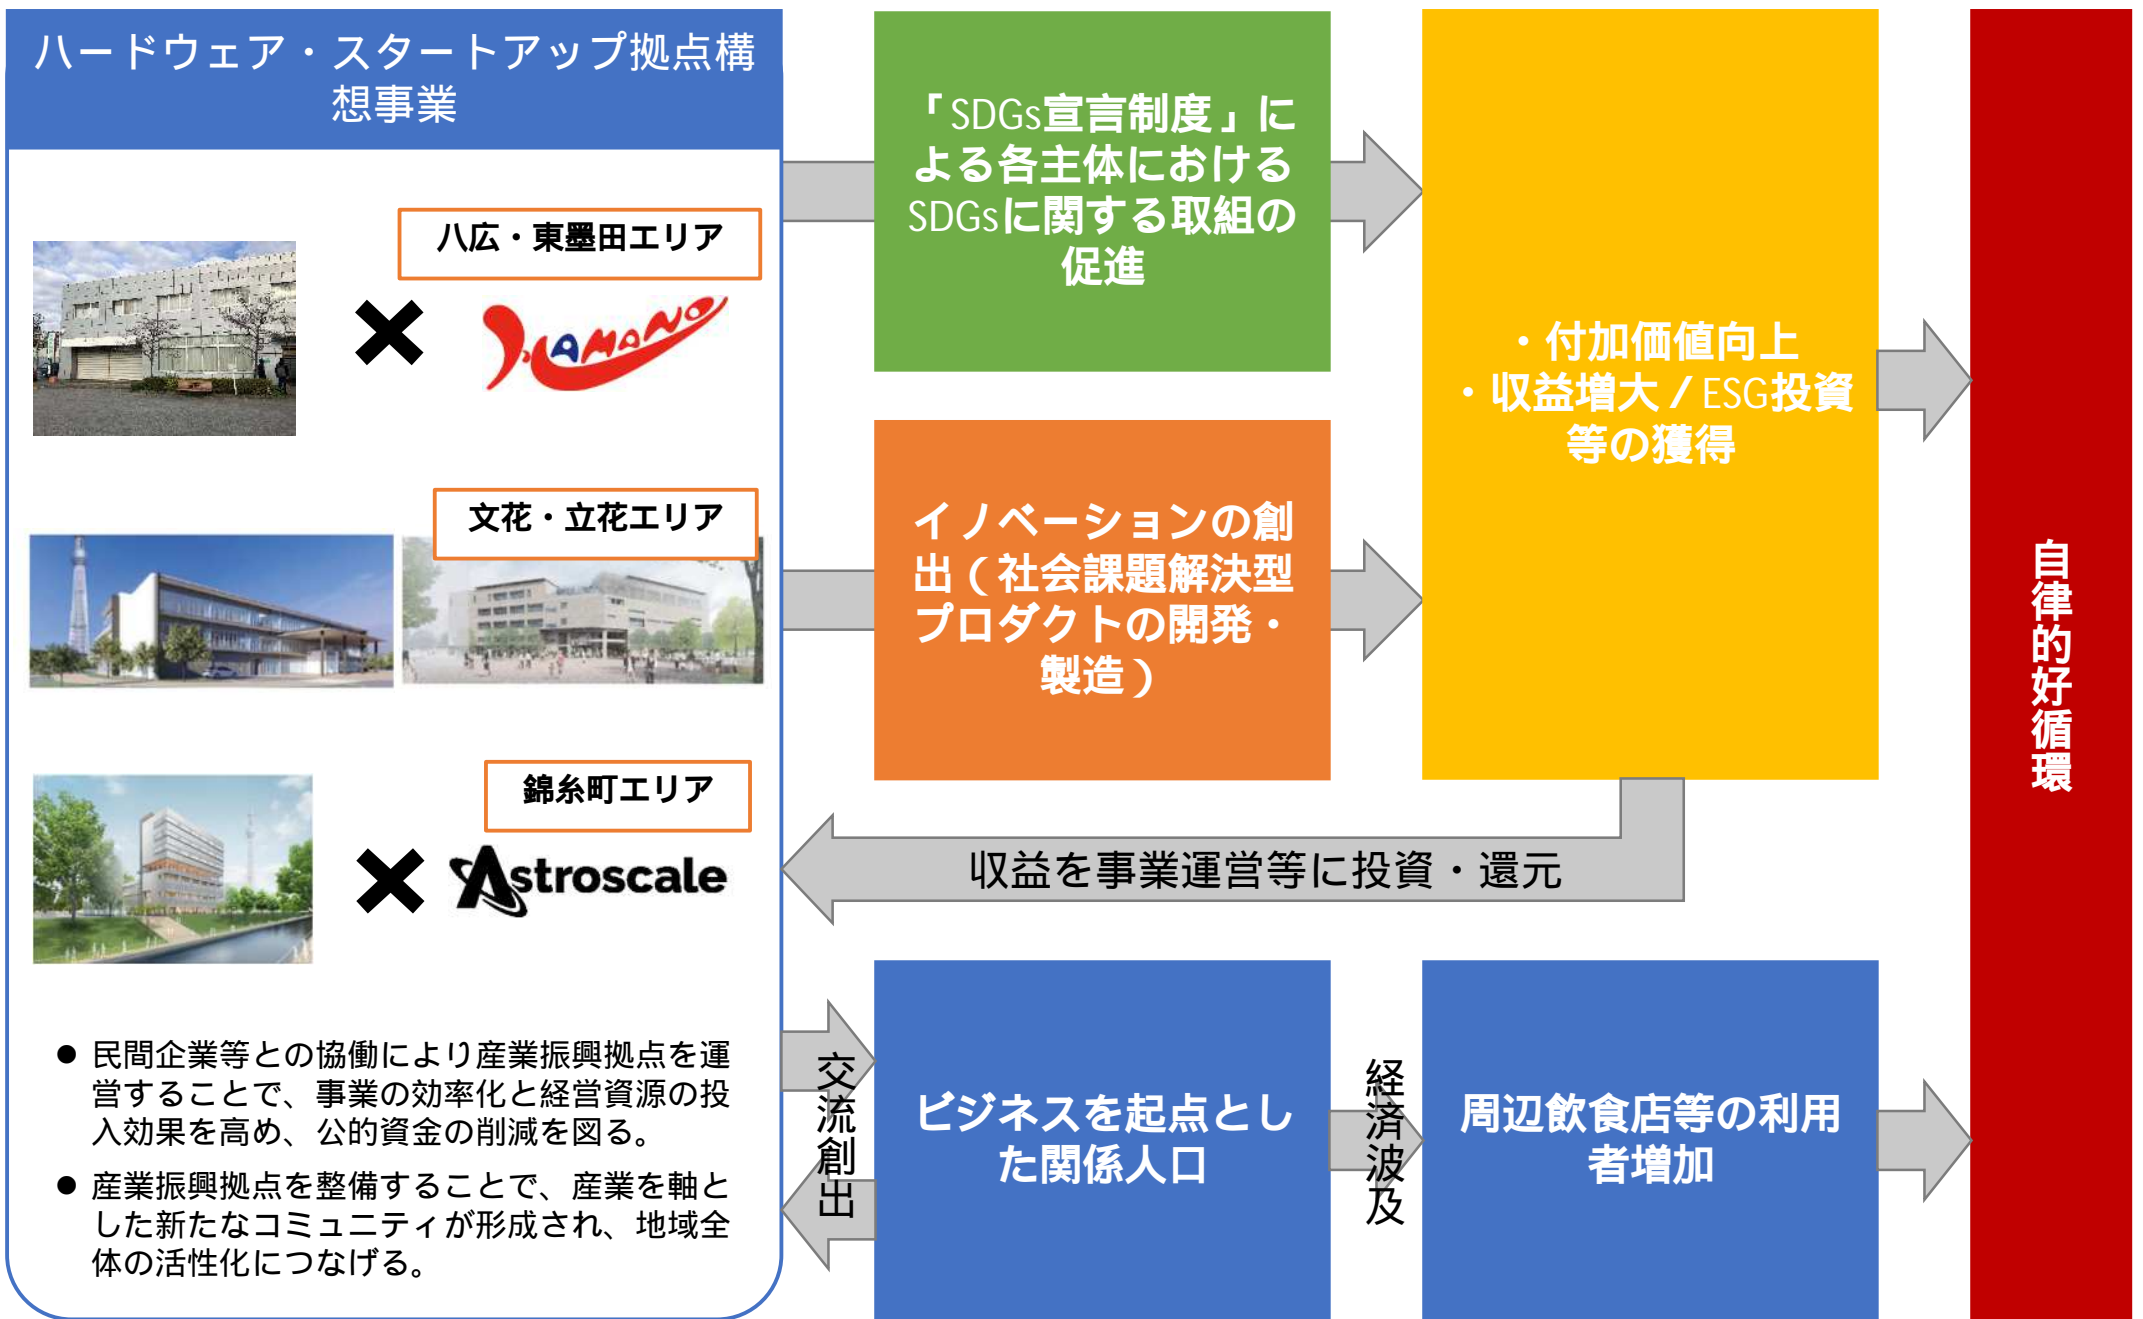 ハードウェア・スタートアップ拠点構
想事業
八広・東墨田エリア
HAMANO
文花・立花エリア
錦糸町エリア
Astroscale
● 民間企業等との協働により産業振興拠点を運
営することで、事業の効率化と経営資源の投
入効果を高め、公的資金の削減を図る。
● 産業振興拠点を整備することで、産業を軸と
した新たなコミュニティが形成され、地域全
体の活性化につなげる。
「SDGs宣言制度」に
よる各主体における
SDGsに関する取組の
促進
イノベーションの創
出（社会課題解決型
プロダクトの開発・
製造）
・付加価値向上
・収益増大／ESG投資
等の獲得
収益を事業運営等に投資・還元
交流創出
ビジネスを起点とし
た関係人口
経済波及
周辺飲食店等の利用
者増加
自律的好循環